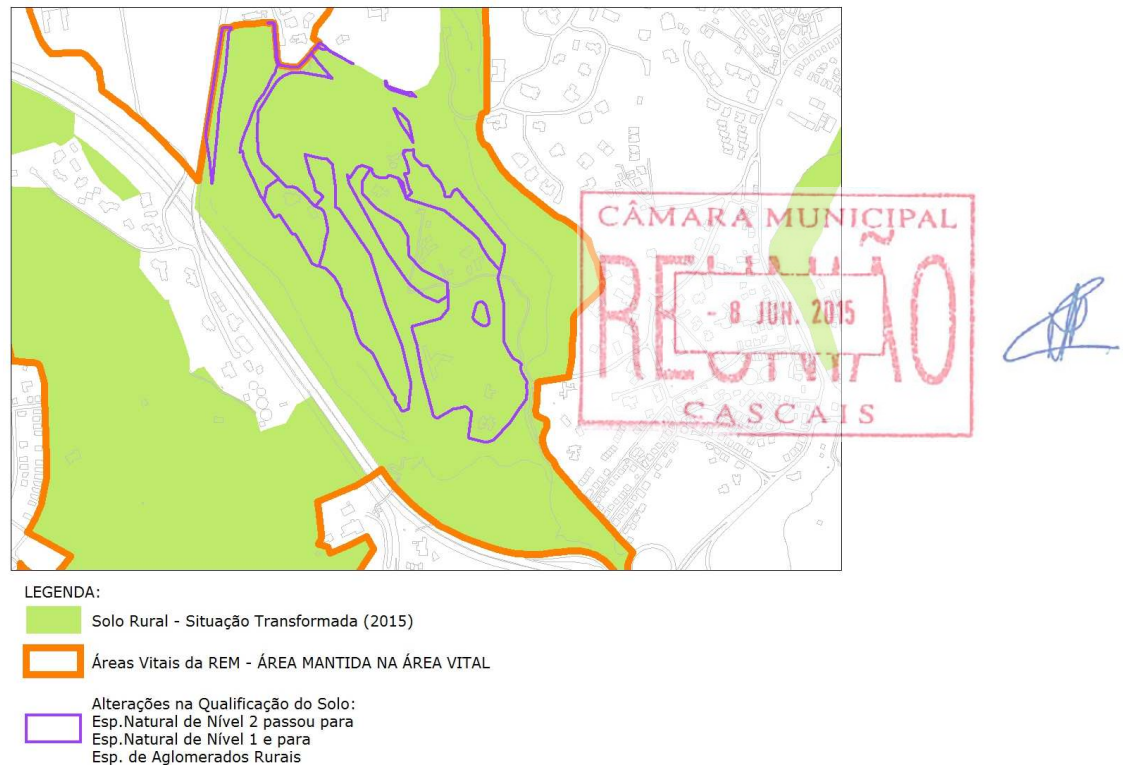 CÂMARA MUNICIPAL
REUNIÃO
- 8 JUN. 2015
CASCAIS
LEGENDA:
Solo Rural - Situação Transformada (2015)
Áreas Vitais da REM - ÁREA MANTIDA NA ÁREA VITAL
Alterações na Qualificação do Solo:
Esp.Natural de Nível 2 passou para
Esp.Natural de Nível 1 e para
Esp. de Aglomerados Rurais